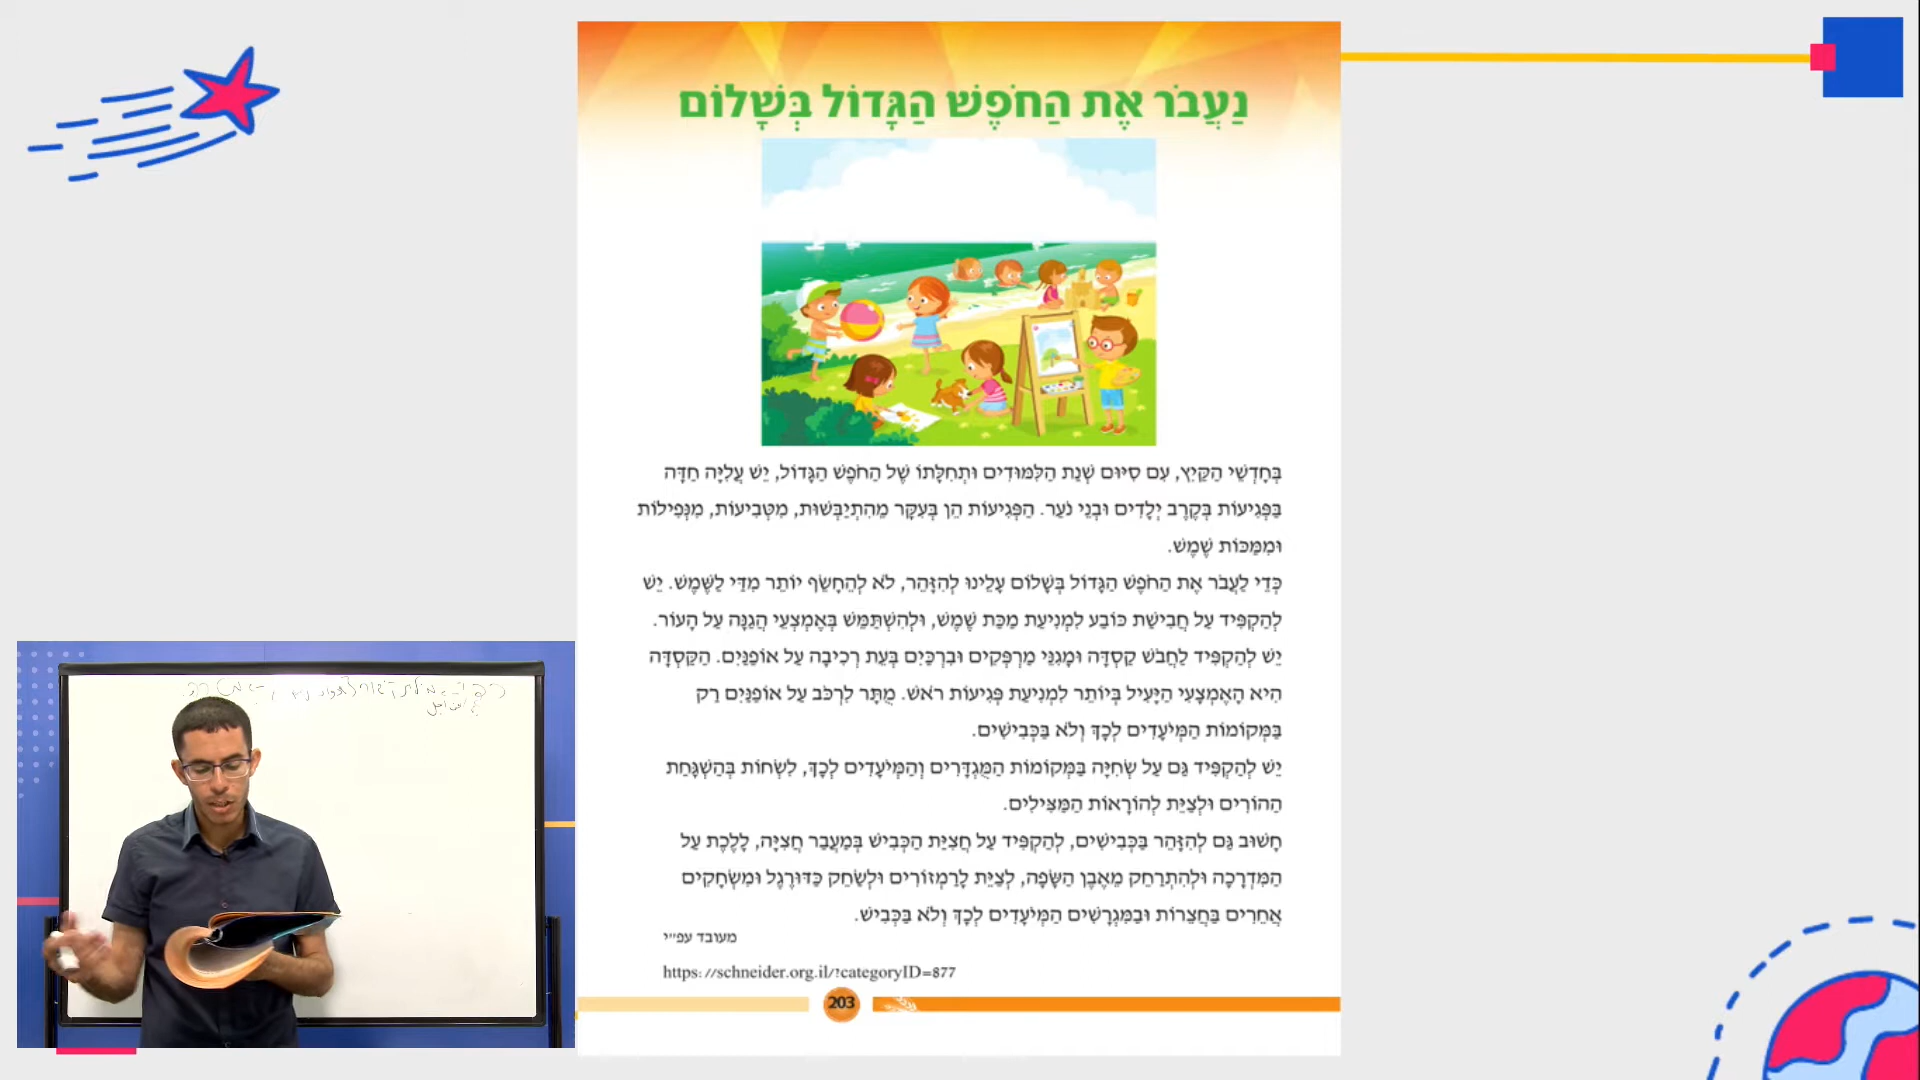 נַעֲבֹר אֶת הַחֹפֶשׁ הַגָּדוֹל בְּשָׁלוֹם
בְּחָדְשֵׁי הַקַּיִץ, עִם סִיּוּם שְׁנַת הַלִּמּוּדִים וּתְחִלָּתוֹ שֶׁל הַחֹפֶשׁ הַגָּדוֹל, יֵשׁ עֲלִיָּה חַדָּה
בַּפְּגִיעוֹת בְּקֶרֶב יְלָדִים וּבְנֵי נֹעַר. הַפְּגִיעוֹת הֵן בְּעִקָּר מֵהִתְיַבְּשׁוּת, מִטְּבִיעוֹת, מִנְּפִילוֹת
וּמִמַּכּוֹת שֶׁמֶשׁ.
כְּדֵי לַעֲבֹר אֶת הַחֹפֶשׁ הַגָּדוֹל בְּשָׁלוֹם עָלֵינוּ לְהִזָּהֵר, לֹא לְהֵחָשֵׂף יוֹתֵר מִדַּי לַשֶּׁמֶשׁ. יֵשׁ
לְהַקְפִּיד עַל חֲבִישַׁת כּוֹבַע לִמְנִיעַת מַכַּת שֶׁמֶשׁ, וּלְהִשְׁתַּמֵּשׁ בְּאֶמְצְעֵי הֲגַנָּה עַל הָעוֹר.
יֵשׁ לְהַקְפִּיד לַחֲבֹשׁ קַסְדָּה וּמָגִנֵּי מַרְפְּקִים וּבִרְכַּיִם בְּעֵת רְכִיבָה עַל אוֹפַנַּיִם. הַקַּסְדָּה
הִיא הָאֶמְצָעִי הַיָּעִיל בְּיוֹתֵר לִמְנִיעַת פְּגִיעוֹת רֹאשׁ. מֻתָּר לִרְכֹּב עַל אוֹפַנַּיִם רַק
בַּמְּקוֹמוֹת הַמְּיֹעָדִים לְכָךְ וְלֹא בַּכְּבִישִׁים.
יֵשׁ לְהַקְפִּיד גַּם עַל שְׂחִיָּה בַּמְּקוֹמוֹת הַמֻּגְדָּרִים וְהַמְּיֹעָדִים לְכָךְ, לִשְׂחוֹת בְּהַשְׁגָּחַת
הַהוֹרִים וּלְצַיֵּת לְהוֹרָאוֹת הַמַּצִּילִים.
חָשׁוּב גַּם לְהִזָּהֵר בַּכְּבִישִׁים, לְהַקְפִּיד עַל חֲצִיַּת הַכְּבִישׁ בְּמַעֲבַר חֲצִיָּה, לָלֶכֶת עַל
הַמִּדְרָכָה וּלְהִתְרַחֵק מֵאֶבֶן הַשָּׂפָה, לְצַיֵּת לָרַמְזוֹרִים וּלְשַׂחֵק כַּדּוּרֶגֶל וּמִשְׂחָקִים
אֲחֵרִים בַּחֲצֵרוֹת וּבַמִּגְרָשִׁים הַמְּיֹעָדִים לְכָךְ וְלֹא בַּכְּבִישׁ.
מעובד עפ״י
https://schneider.org.il/?categoryID=877
203